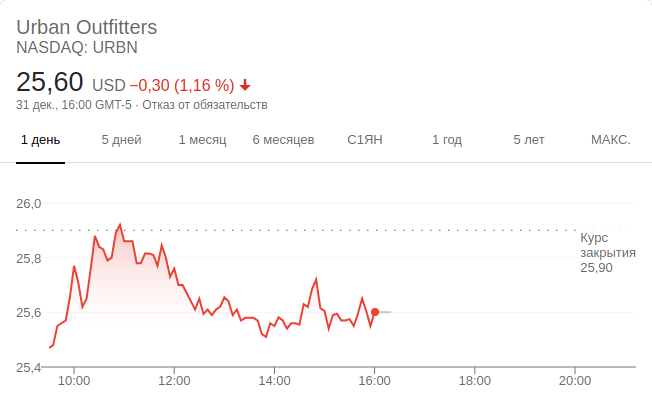 Urban Outfitters
NASDAQ: URBN
25,60 USD −0,30 (1,16 %)
31 дек., 16:00 GMT-5 · Отказ от обязательств
1 день 5 дней 1 месяц 6 месяцев С1ЯН 1 год 5 лет МАКС.
26,0
25,8
25,6
25,4
Курс
закрытия
25,90
10:00 12:00 14:00 16:00 18:00 20:00